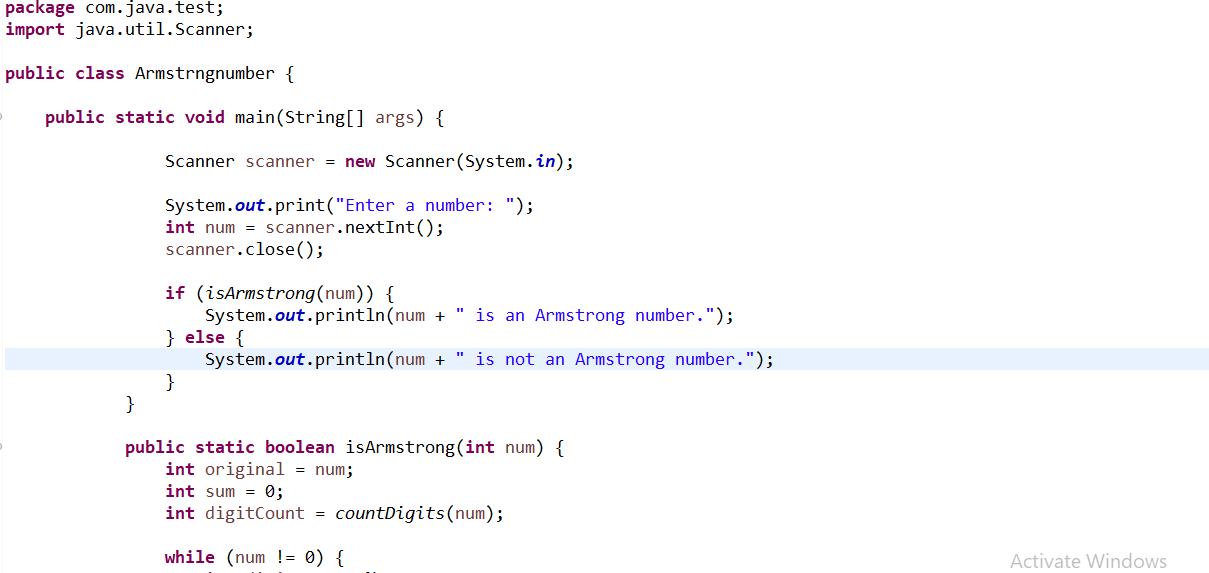 package com.java.test;
import java.util.Scanner;
public class Armstrngnumber {
public static void main(String[] args) {
Scanner scanner = new Scanner(System.in);
System.out.print("Enter a number: ");
int num = scanner.nextInt();
scanner.close();
if (isArmstrong(num)) {
System.out.println(num + " is an Armstrong number.");
} else {
System.out.println(num + " is not an Armstrong number.");
}
}
public static boolean isArmstrong(int num) {
int original = num;
int sum = 0;
int digitCount = countDigits(num);
while (num != 0) {
Activate Windows